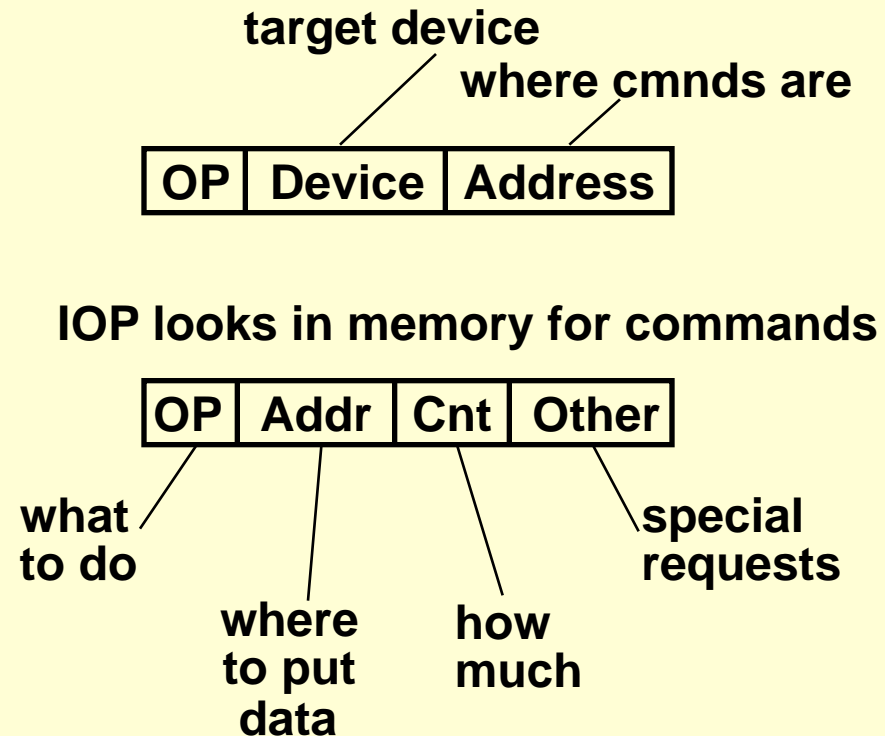 target device
where cmnds are
OP Device Address
IOP looks in memory for commands
OP Addr Cnt Other
what
to do
special
requests
where
to put
data
how
much